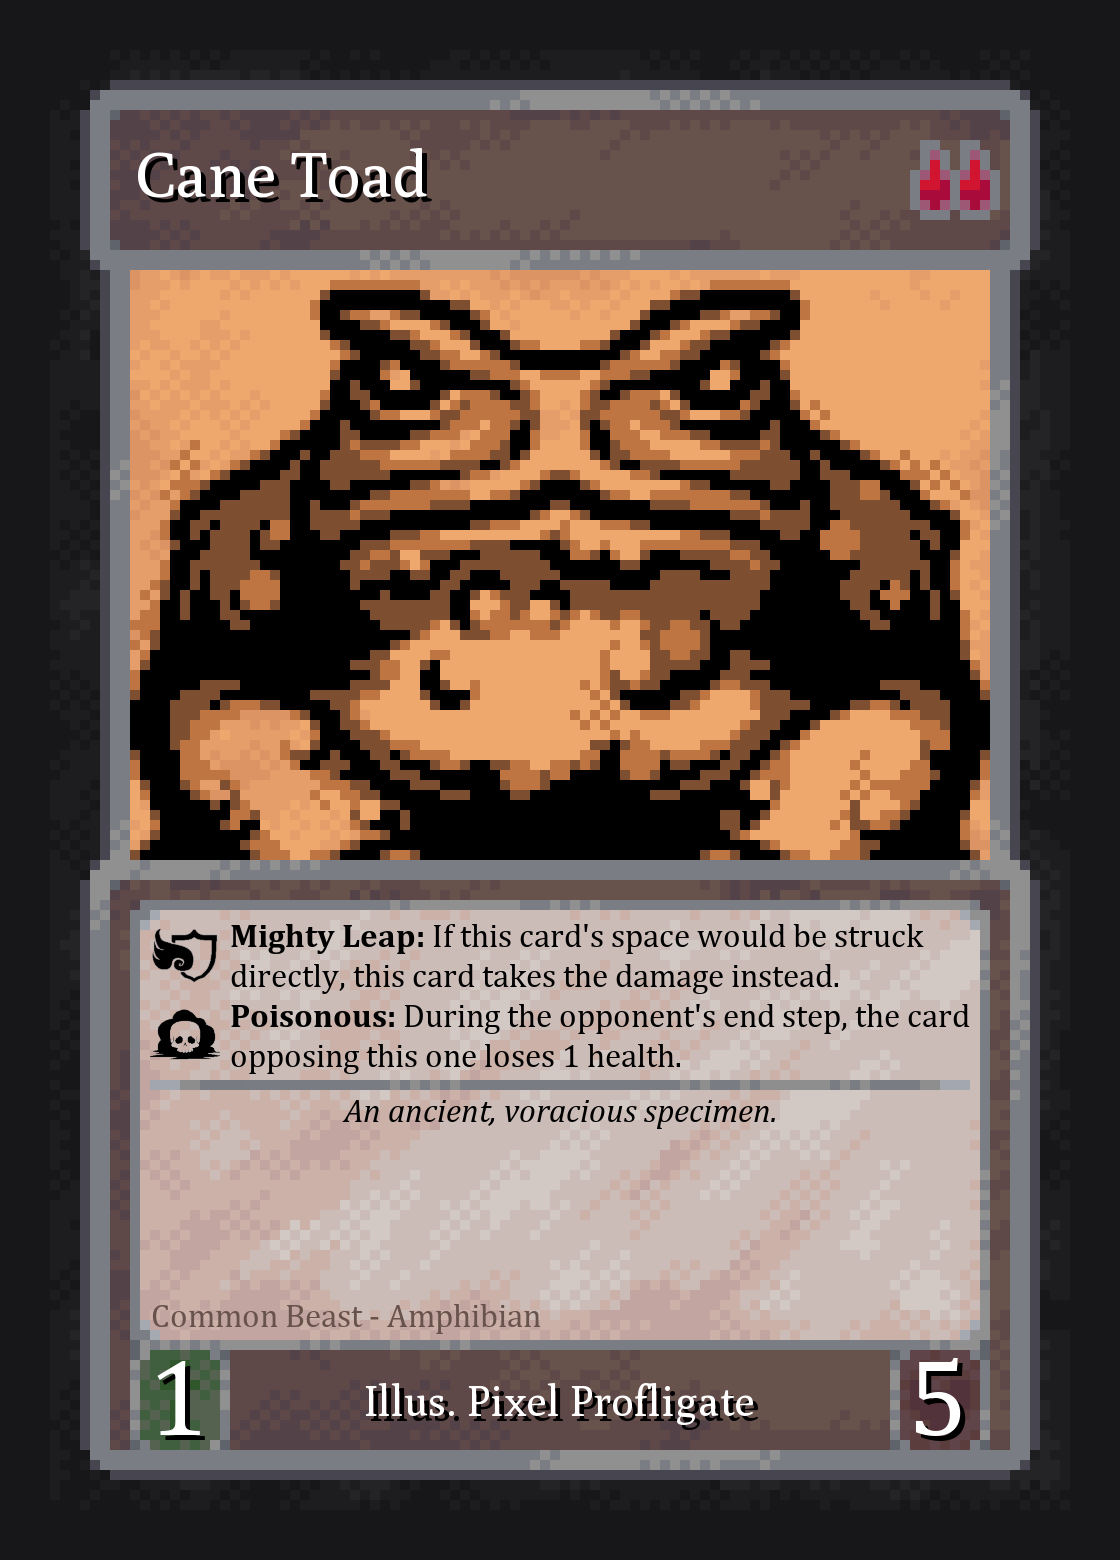 Cane Toad
Mighty Leap: If this card's space would be struck
directly, this card takes the damage instead.
Poisonous: During the opponent's end step, the card
opposing this one loses 1 health.
An ancient, voracious specimen.
Common Beast - Amphibian
1
Illus. Pixel Profligate
5